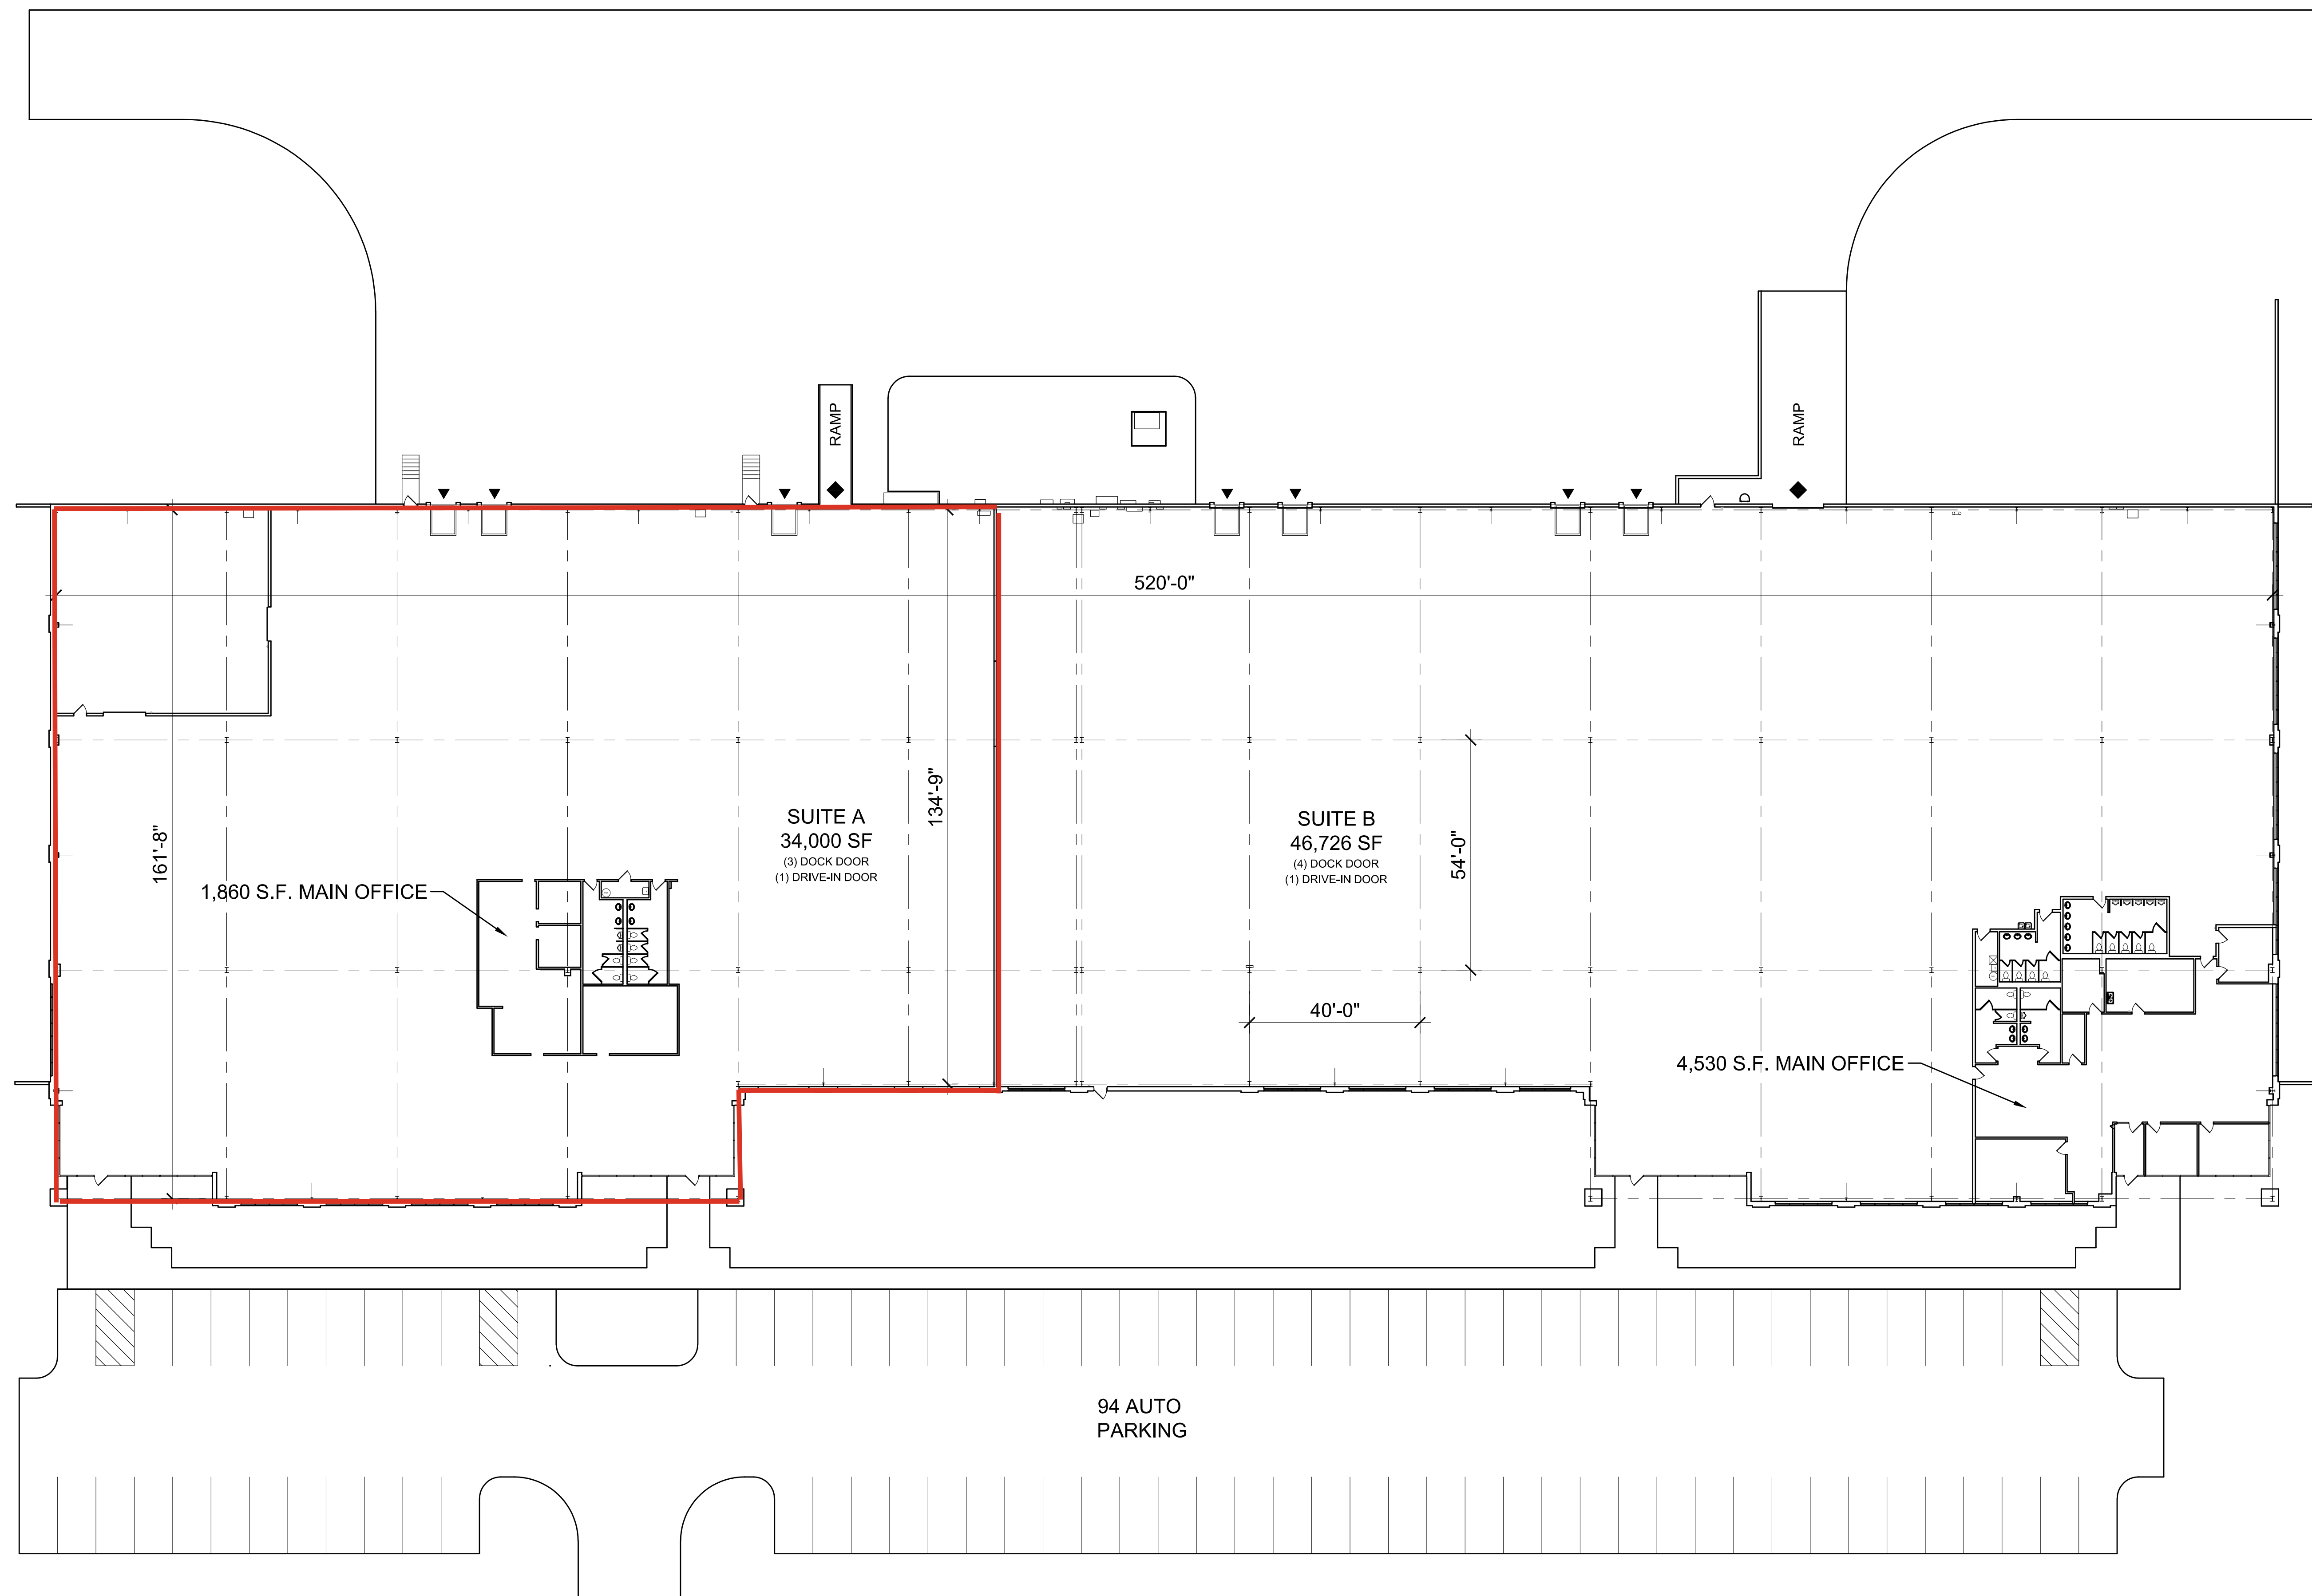 RAMP
RAMP
D
520'-0"
161'-8"
134'-9"
SUITE A
34,000 SF
(3) DOCK DOOR
(1) DRIVE-IN DOOR
SUITE B
46,726 SF
(4) DOCK DOOR
(1) DRIVE-IN DOOR
54'-0"
1,860 S.F. MAIN OFFICE
40'-0"
4,530 S.F. MAIN OFFICE
94 AUTO
PARKING